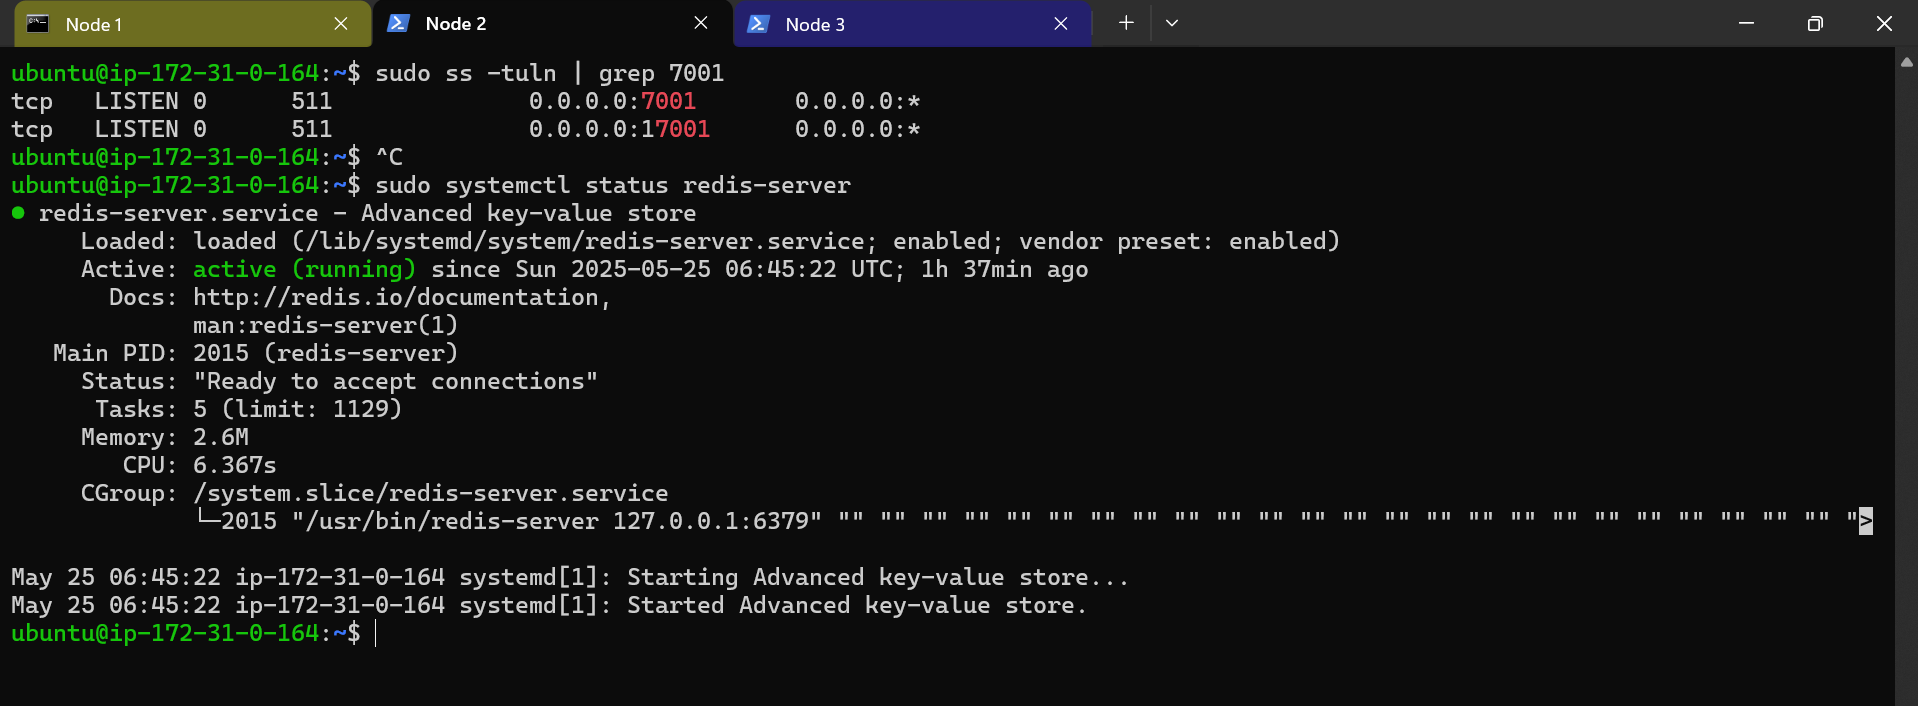 Node 1
Node 2
Node 3
ubuntu@ip-172-31-0-164:~$ sudo ss -tuln | grep 7001
tcp   LISTEN 0      511              0.0.0.0:7001       0.0.0.0:*
tcp   LISTEN 0      511              0.0.0.0:17001      0.0.0.0:*
ubuntu@ip-172-31-0-164:~$ ^C
ubuntu@ip-172-31-0-164:~$ sudo systemctl status redis-server
● redis-server.service - Advanced key-value store
     Loaded: loaded (/lib/systemd/system/redis-server.service; enabled; vendor preset: enabled)
     Active: active (running) since Sun 2025-05-25 06:45:22 UTC; 1h 37min ago
       Docs: http://redis.io/documentation,
             man:redis-server(1)
   Main PID: 2015 (redis-server)
     Status: "Ready to accept connections"
      Tasks: 5 (limit: 1129)
     Memory: 2.6M
        CPU: 6.367s
     CGroup: /system.slice/redis-server.service
             └─2015 "/usr/bin/redis-server 127.0.0.1:6379" "" "" "" "" "" "" "" "" "" "" "" "" "" "" "" "" "" "" "" "" "" "" "" "" ">
May 25 06:45:22 ip-172-31-0-164 systemd[1]: Starting Advanced key-value store...
May 25 06:45:22 ip-172-31-0-164 systemd[1]: Started Advanced key-value store.
ubuntu@ip-172-31-0-164:~$